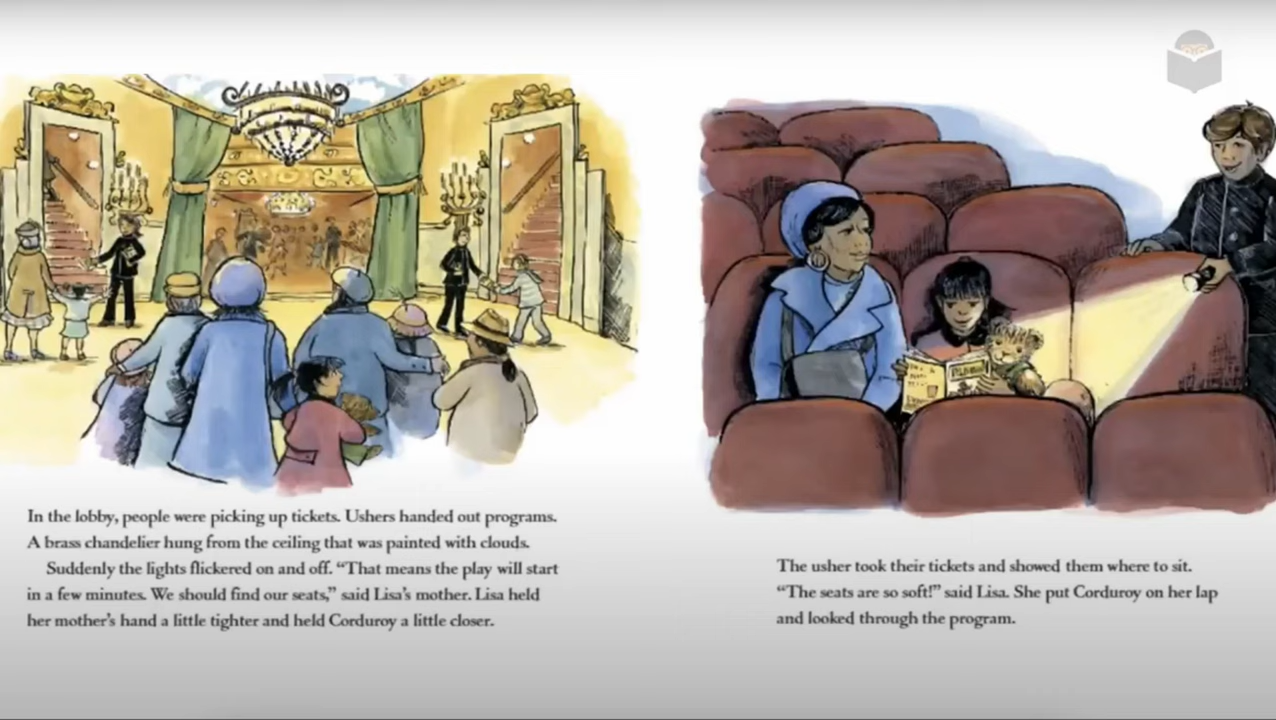 In the lobby, people were picking up tickets. Ushers handed out programs.
A brass chandelier hung from the ceiling that was painted with clouds.
Suddenly the lights flickered on and off. “That means the play will start
in a few minutes. We should find our seats,” said Lisa’s mother. Lisa held
her mother’s hand a little tighter and held Corduroy a little closer.
The usher took their tickets and showed them where to sit.
“The seats are so soft!” said Lisa. She put Corduroy on her lap
and looked through the program.